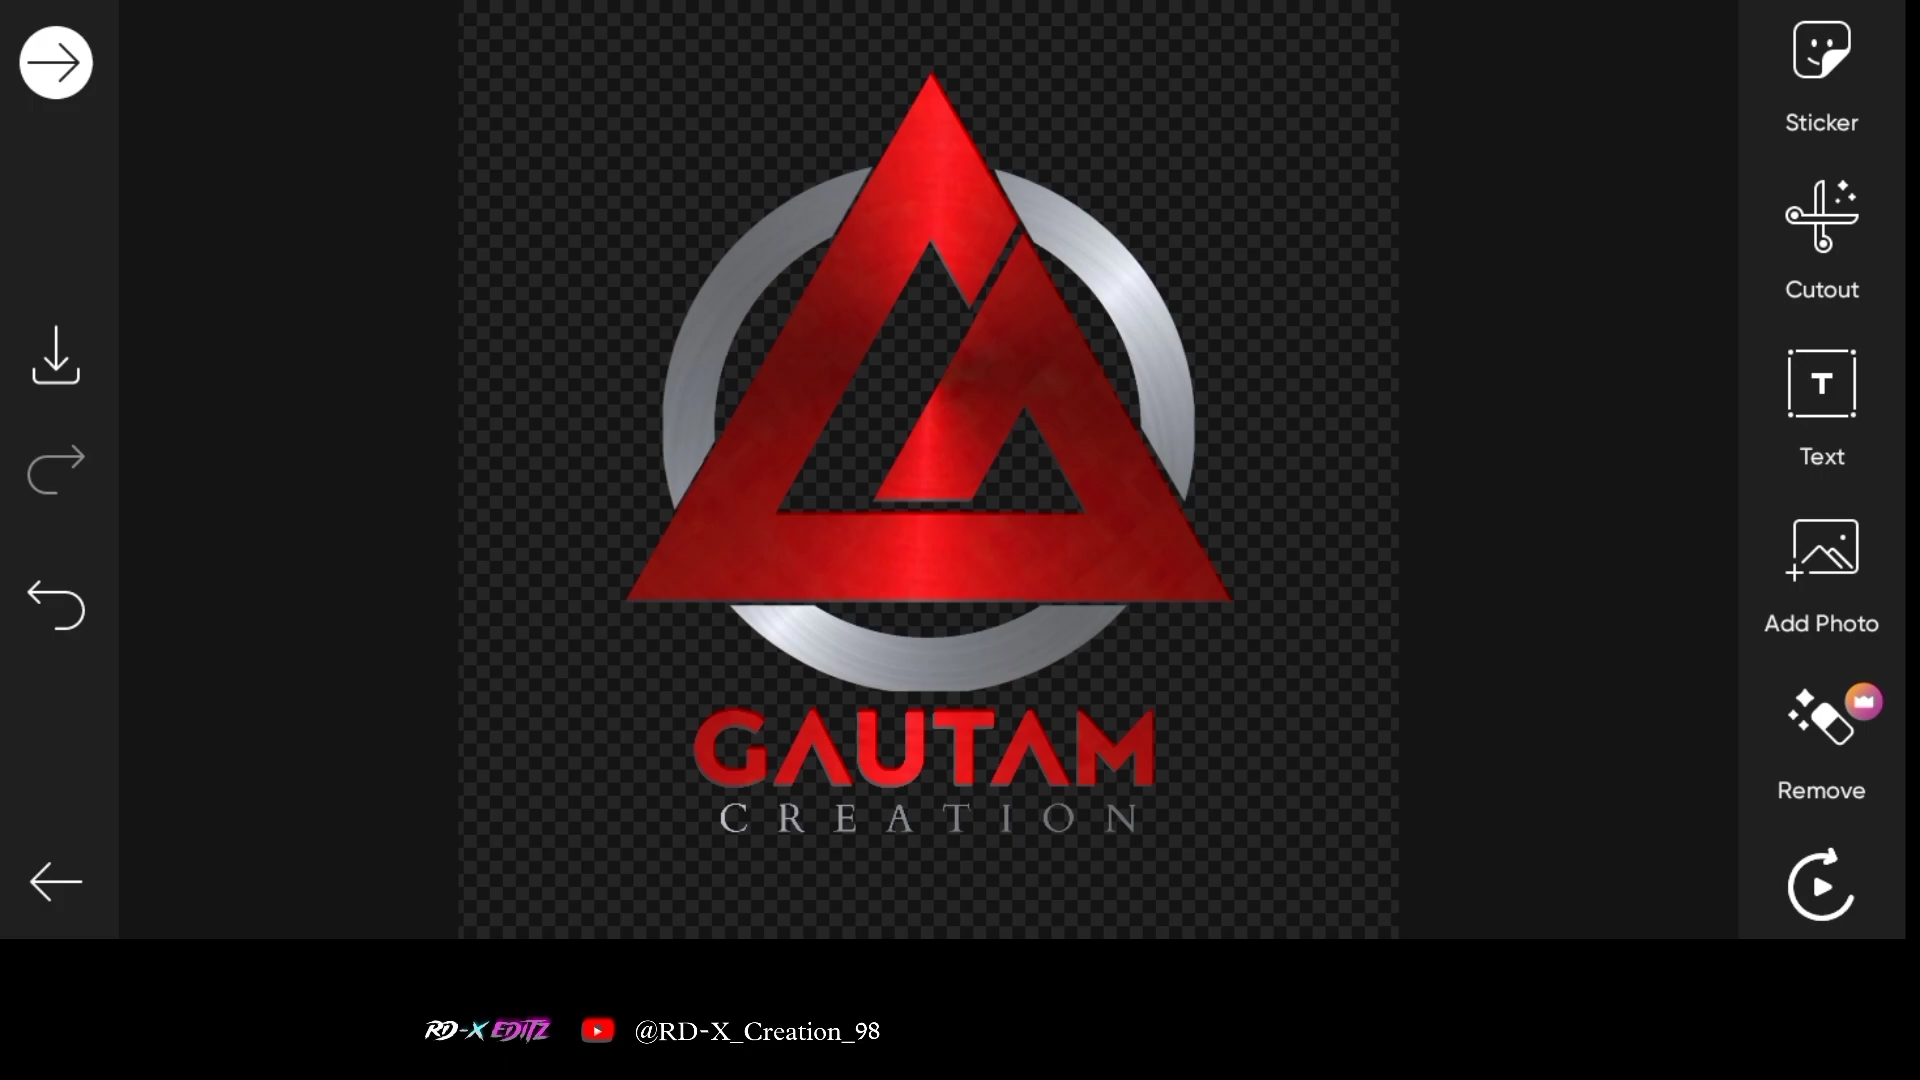 Sticker
Cutout
T
Text
Add Photo
Remove
GAUTAM
CREATION
RD-X EDITZ @RD-X_Creation_98